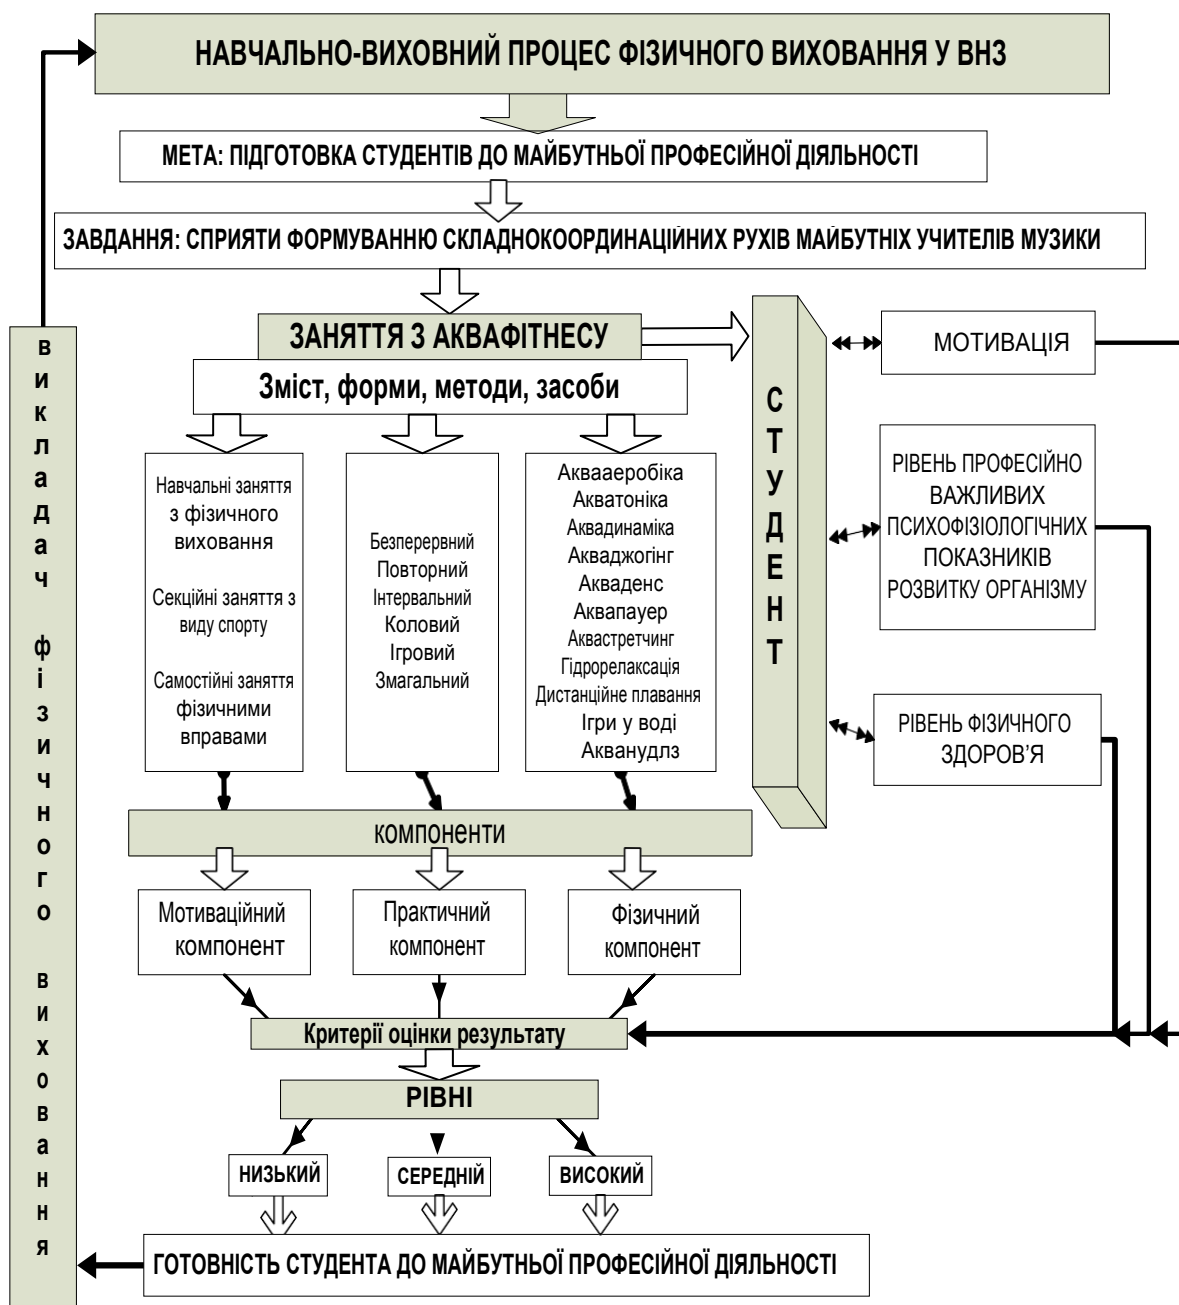 НАВЧАЛЬНО-ВИХОВНИЙ ПРОЦЕС ФІЗИЧНОГО ВИХОВАННЯ У ВНЗ
МЕТА: ПІДГОТОВКА СТУДЕНТІВ ДО МАЙБУТНЬОЇ ПРОФЕСІЙНОЇ ДІЯЛЬНОСТІ
ЗАВДАННЯ: СПРИЯТИ ФОРМУВАННЮ СКЛАДНОКООРДИНАЦІЙНИХ РУХІВ МАЙБУТНІХ УЧИТЕЛІВ МУЗИКИ
викладач фізичного виховання
ЗАНЯТТЯ З АКВАФІТНЕСУ
Зміст, форми, методи, засоби
Навчальні заняття
з фізичного
виховання
Секційні заняття з
виду спорту
Самостійні заняття
фізичними
вправами
Безперервний
Повторний
Інтервальний
Коловий
Ігровий
Змагальний
Аквааеробіка
Акватоніка
Аквадинаміка
Акваджогінг
Акваденс
Аквапауер
Аквастретчинг
Гідрорелаксація
Дистанційне плавання
Ігри у воді
Акванудлз
СТУДЕНТ
МОТИВАЦІЯ
РІВЕНЬ ПРОФЕСІЙНО
ВАЖЛИВИХ
ПСИХОФІЗІОЛОГІЧНИХ
ПОКАЗНИКІВ
РОЗВИТКУ ОРГАНІЗМУ
РІВЕНЬ ФІЗИЧНОГО
ЗДОРОВ'Я
компоненти
Мотиваційний
компонент
Практичний
компонент
Фізичний
компонент
Критерії оцінки результату
РІВНІ
НИЗЬКИЙ
СЕРЕДНІЙ
ВИСОКИЙ
ГОТОВНІСТЬ СТУДЕНТА ДО МАЙБУТНЬОЇ ПРОФЕСІЙНОЇ ДІЯЛЬНОСТІ